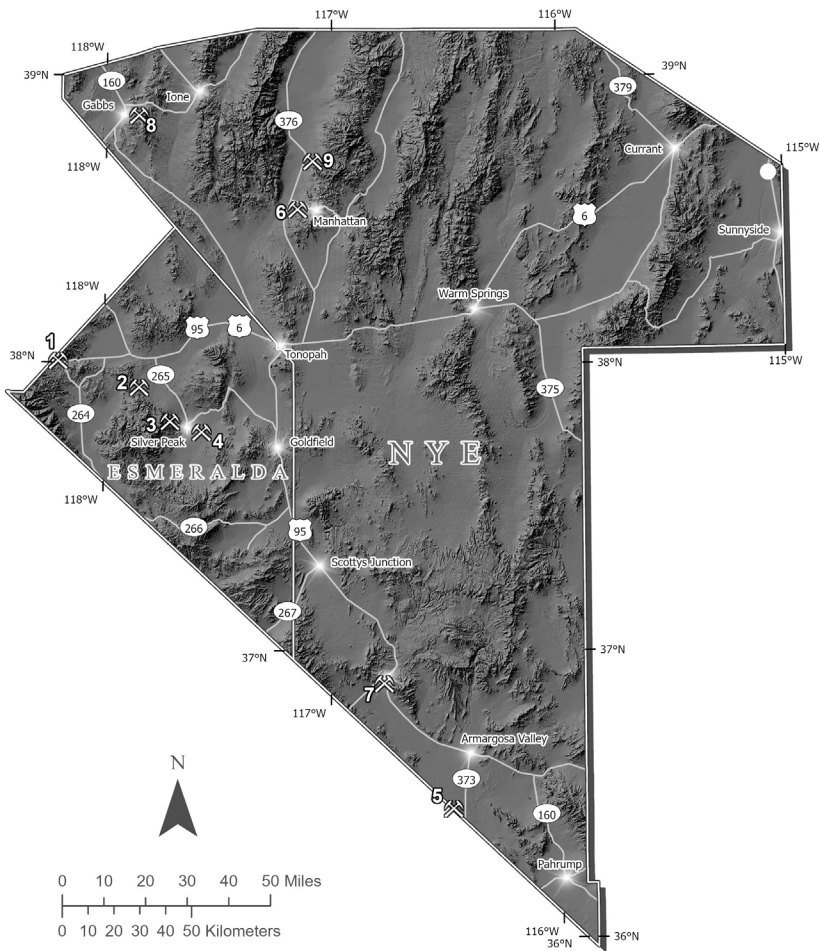 117°W
116°W
118°W
39°N
39°N
160
379
Ione
Gabbs
8
376
115°W
Currant
118°W
9
6
Manhattan
6
Sunnyside
118°W
Warm Springs
95
6
1
38°N
Tonopah
38°N
115°W
2
265
375
264
3
4
Silver Peak
Goldfield
NYE
ESMERALDA
118°W
266
95
Scottys Junction
267
37°N
37°N
7
117°W
Armargosa Valley
N
373
5
160
Pahrump
0 10 20 30 40 50 Miles
0 10 20 30 40 50 Kilometers
116°W
36°N
36°N